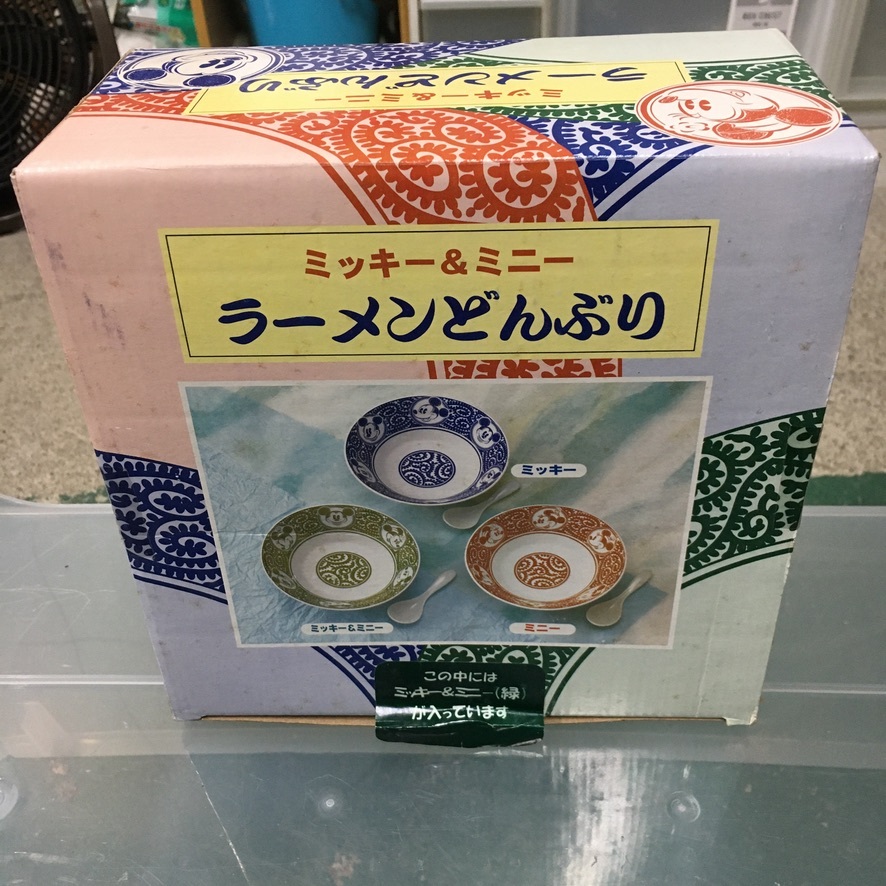 ミッキー&ミニー
ラーメンどんぶり
ミッキー&ミニー
ラーメンどんぶり
ミッキー
ミッキー&ミニー
ミニー
この中には
ミッキー&ミニー(緑)
が入っています